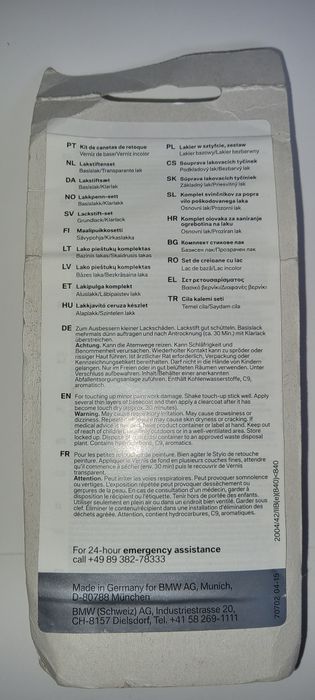 PT Kit de canetas de retoque
Verniz de base/Verniz incolor
NL Lakstiftenset
Basislak/Transparante lak
DA Lakstiftsæt
Basislak/Klarlak
NO Lakkpenn-sett
Basislakk/Klarlakk
SV Lackstift-set
Grundlack/Klarlack
FI Maalipuikkosetti
Sävypohja/Kirkaslakka
LT Lako pieštukų komplektas
Bazinis lakas/Skaidrusis lakas
LV Lako pieštukų komplektas
Bāzes laka/Bezkrāsaina laka
ET Lakipulga komplekt
Aluslakk/Läbipaistev lakk
HU Lakkjavító ceruza készlet
Alaplakk/Színtelen lakk
PL Lakier w sztyfcie, zestaw
Lakier bazowy/Lakier bezbarwny
CS Souprava lakovacích tyčinek
Podkladový lak/Bezbarvý lak
SK Súprava lakovacích tyčiniek
Základný lak/Priesvitný lak
SL Komplet svinčnikov za popra
vilo poškodovanega laka
Osnovni lak/Prozorni lak
HR Komplet olovaka za saniranje
ogrebotina na laku
Osnovni lak/Proziran lak
BG Комплект стикове лак
Базисен лак/Прозрачен лак
RO Set de creioane cu lac
Lac de bază/Lac incolor
EL Σετ ρετουσαρίσματος
Βασικό βερνίκι/Διαφανές βερνίκι
TR Cila kalemi seti
Temel cila/Saydam cila
DE Zum Ausbessern kleiner Lackschäden. Lackstift gut schütteln, Basislack
mehrmals dünn auftragen und nach Antrocknung (ca. 30 Min.) mit Klarlack
überstreichen.
Achtung. Kann die Atemwege reizen. Kann Schläfrigkeit und
Benommenheit verursachen. Wiederholter Kontakt kann zu spröder oder
rissiger Haut führen. Ist ärztlicher Rat erforderlich, Verpackung oder
Kennzeichnungsetikett bereithalten. Darf nicht in die Hände von Kindern
gelangen. Nur im Freien oder in gut belüfteten Räumen verwenden. Unter
Verschluss aufbewahren. Inhalt/Behälter einer anerkannten
Abfallentsorgungsanlage zuführen. Enthält Kohlenwasserstoffe, C9,
aromatisch.
EN For touching up minor paintwork damage. Shake touch-up stick well. Apply
several thin layers of basecoat and then apply a clearcoat after it has
become touch dry (approx. 30 minutes).
Warning. May cause respiratory irritation. May cause drowsiness or
dizziness. Repeated exposure may cause skin dryness or cracking. If
medical advice is needed, have product container or label at hand. Keep out
of reach of children. Use only outdoors or in a well-ventilated area. Store
locked up. Dispose of contents/container to an approved waste disposal
plant. Contains hydrocarbons, C9, aromatics.
FR Pour les petites retouches de peinture. Bien agiter le Stylo de retouche
peinture. Appliquer le Vernis de fond en plusieurs couches fines, attendre
qu'il commence à sécher (env. 30 min) puis le recouvrir de Vernis
transparent.
Attention. Peut irriter les voies respiratoires. Peut provoquer somnolence
ou vertiges. L'exposition répétée peut provoquer dessèchement ou
gerçures de la peau. En cas de consultation d'un médecin, garder à
disposition le récipient ou l'étiquette. Tenir hors de portée des enfants.
Utiliser seulement en plein air ou dans un endroit bien ventilé. Garder sous
clef. Éliminer le contenu/récipient dans une installation d'élimination des
déchets agréée. Attention, contient hydrocarbures, C9, aromatiques.
2004/42/IIB(e)(840)<840
For 24-hour emergency assistance
call +49 89 382-78333
Made in Germany for BMW AG, Munich,
D-80788 München
BMW (Schweiz) AG, Industriestrasse 20,
CH-8157 Dielsdorf, Tel. +41 58 269-1111
70702 04-15